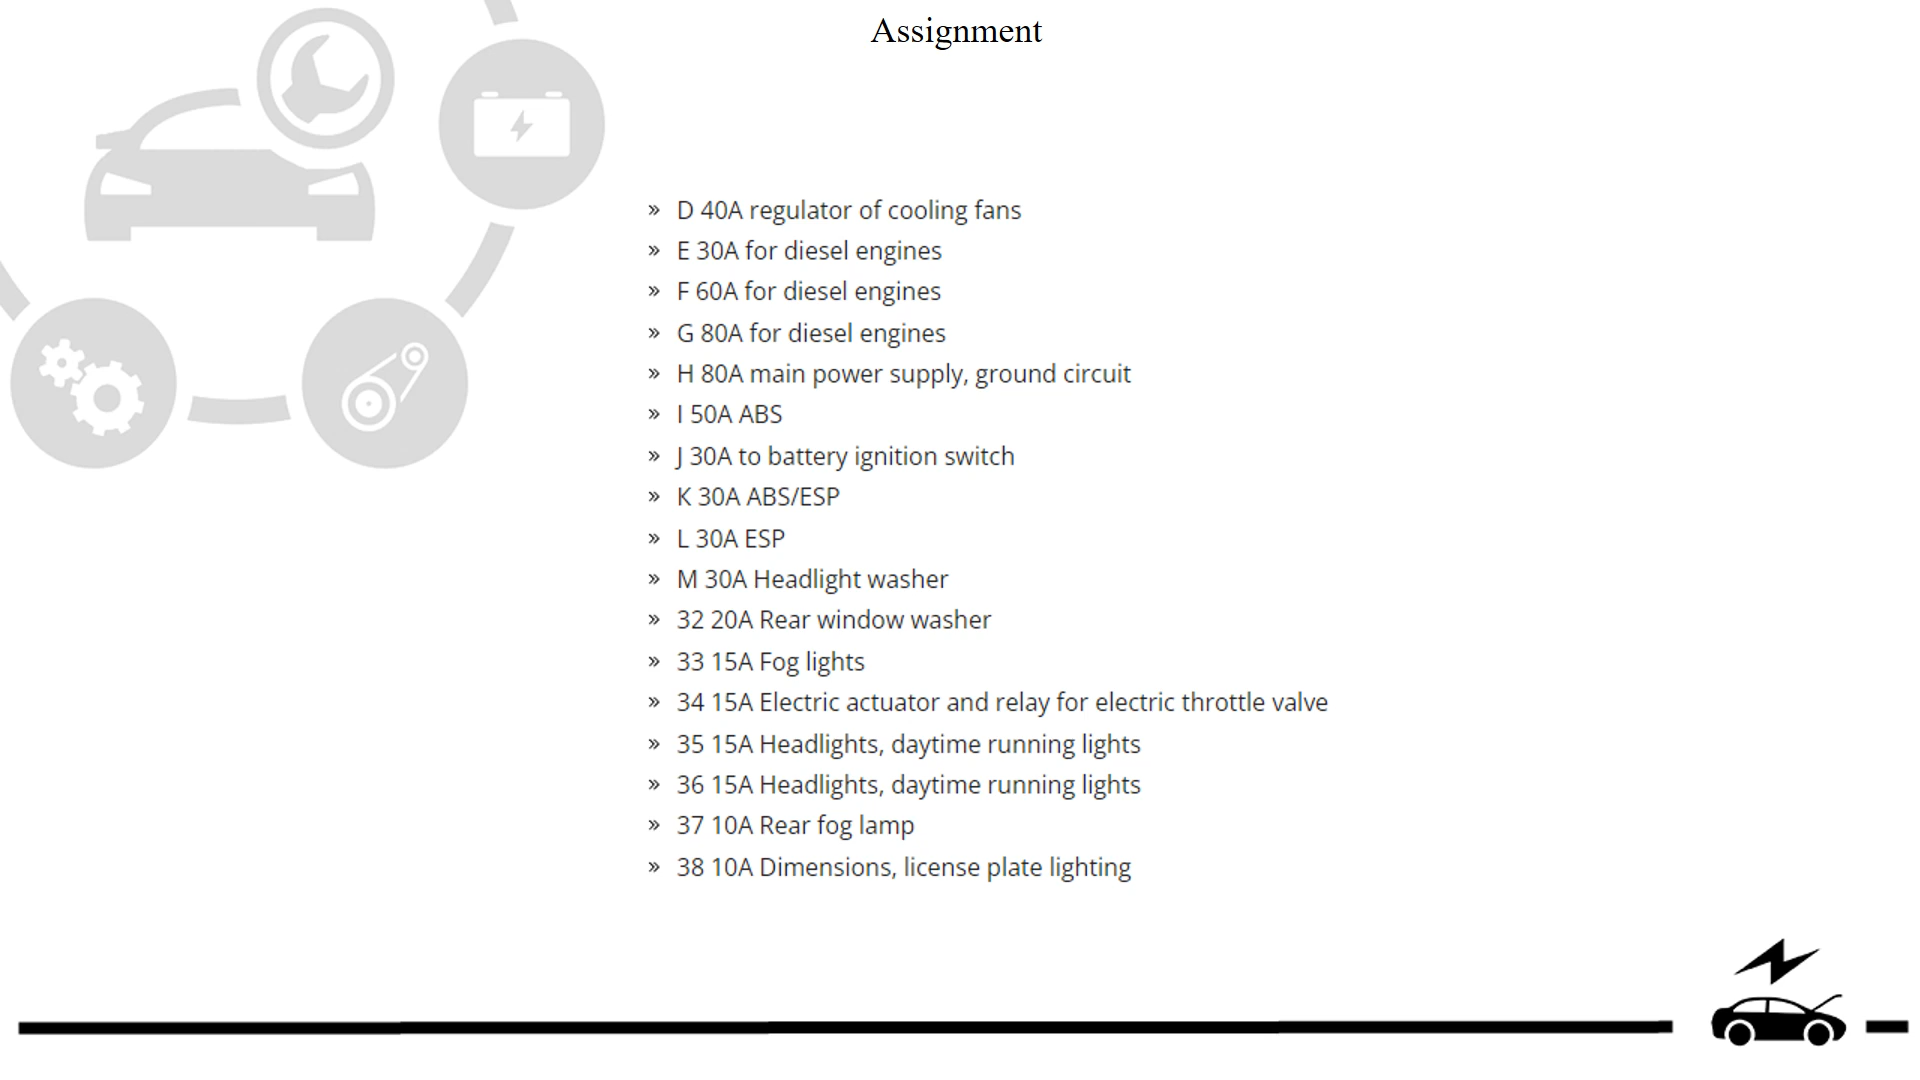 Assignment
» D 40A regulator of cooling fans
» E 30A for diesel engines
» F 60A for diesel engines
» G 80A for diesel engines
» H 80A main power supply, ground circuit
» I 50A ABS
» J 30A to battery ignition switch
» K 30A ABS/ESP
» L 30A ESP
» M 30A Headlight washer
» 32 20A Rear window washer
» 33 15A Fog lights
» 34 15A Electric actuator and relay for electric throttle valve
» 35 15A Headlights, daytime running lights
» 36 15A Headlights, daytime running lights
» 37 10A Rear fog lamp
» 38 10A Dimensions, license plate lighting